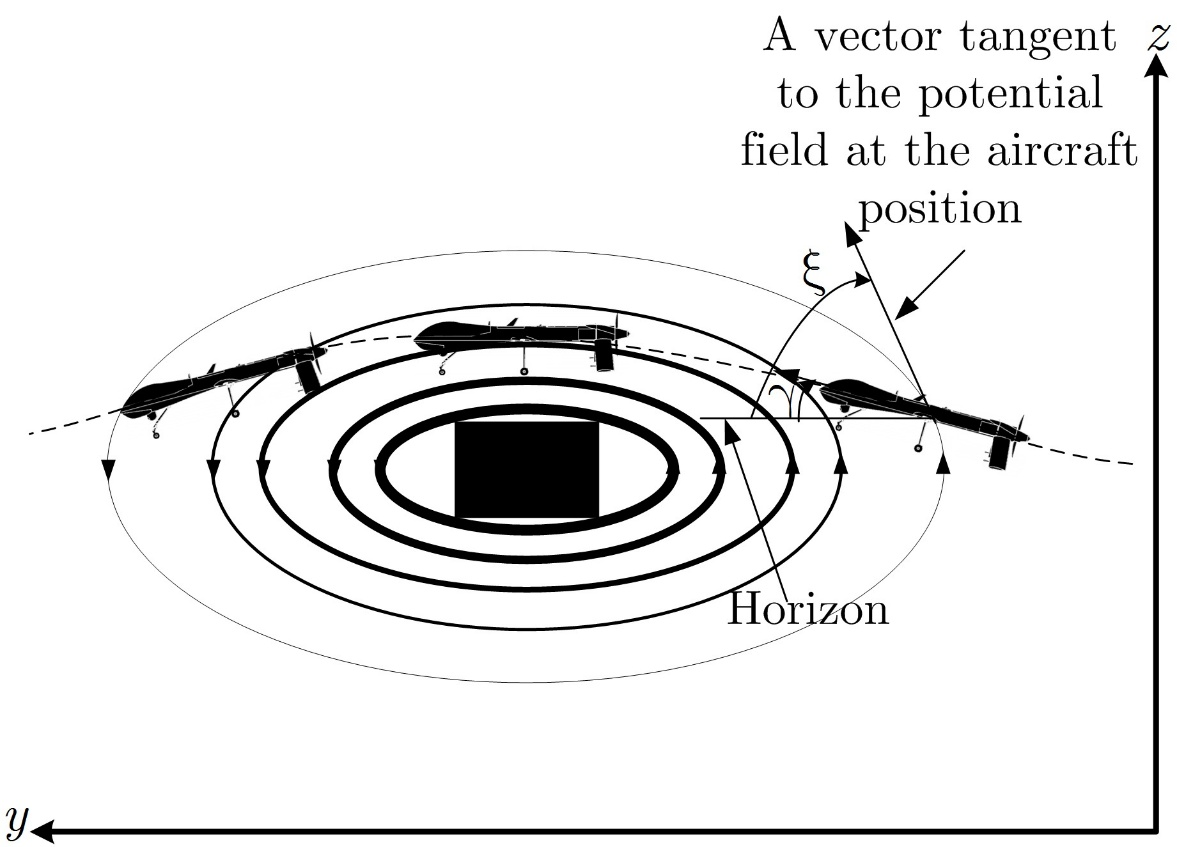 A vector tangent z
to the potential
field at the aircraft
position
ξ
γ
Horizon
y